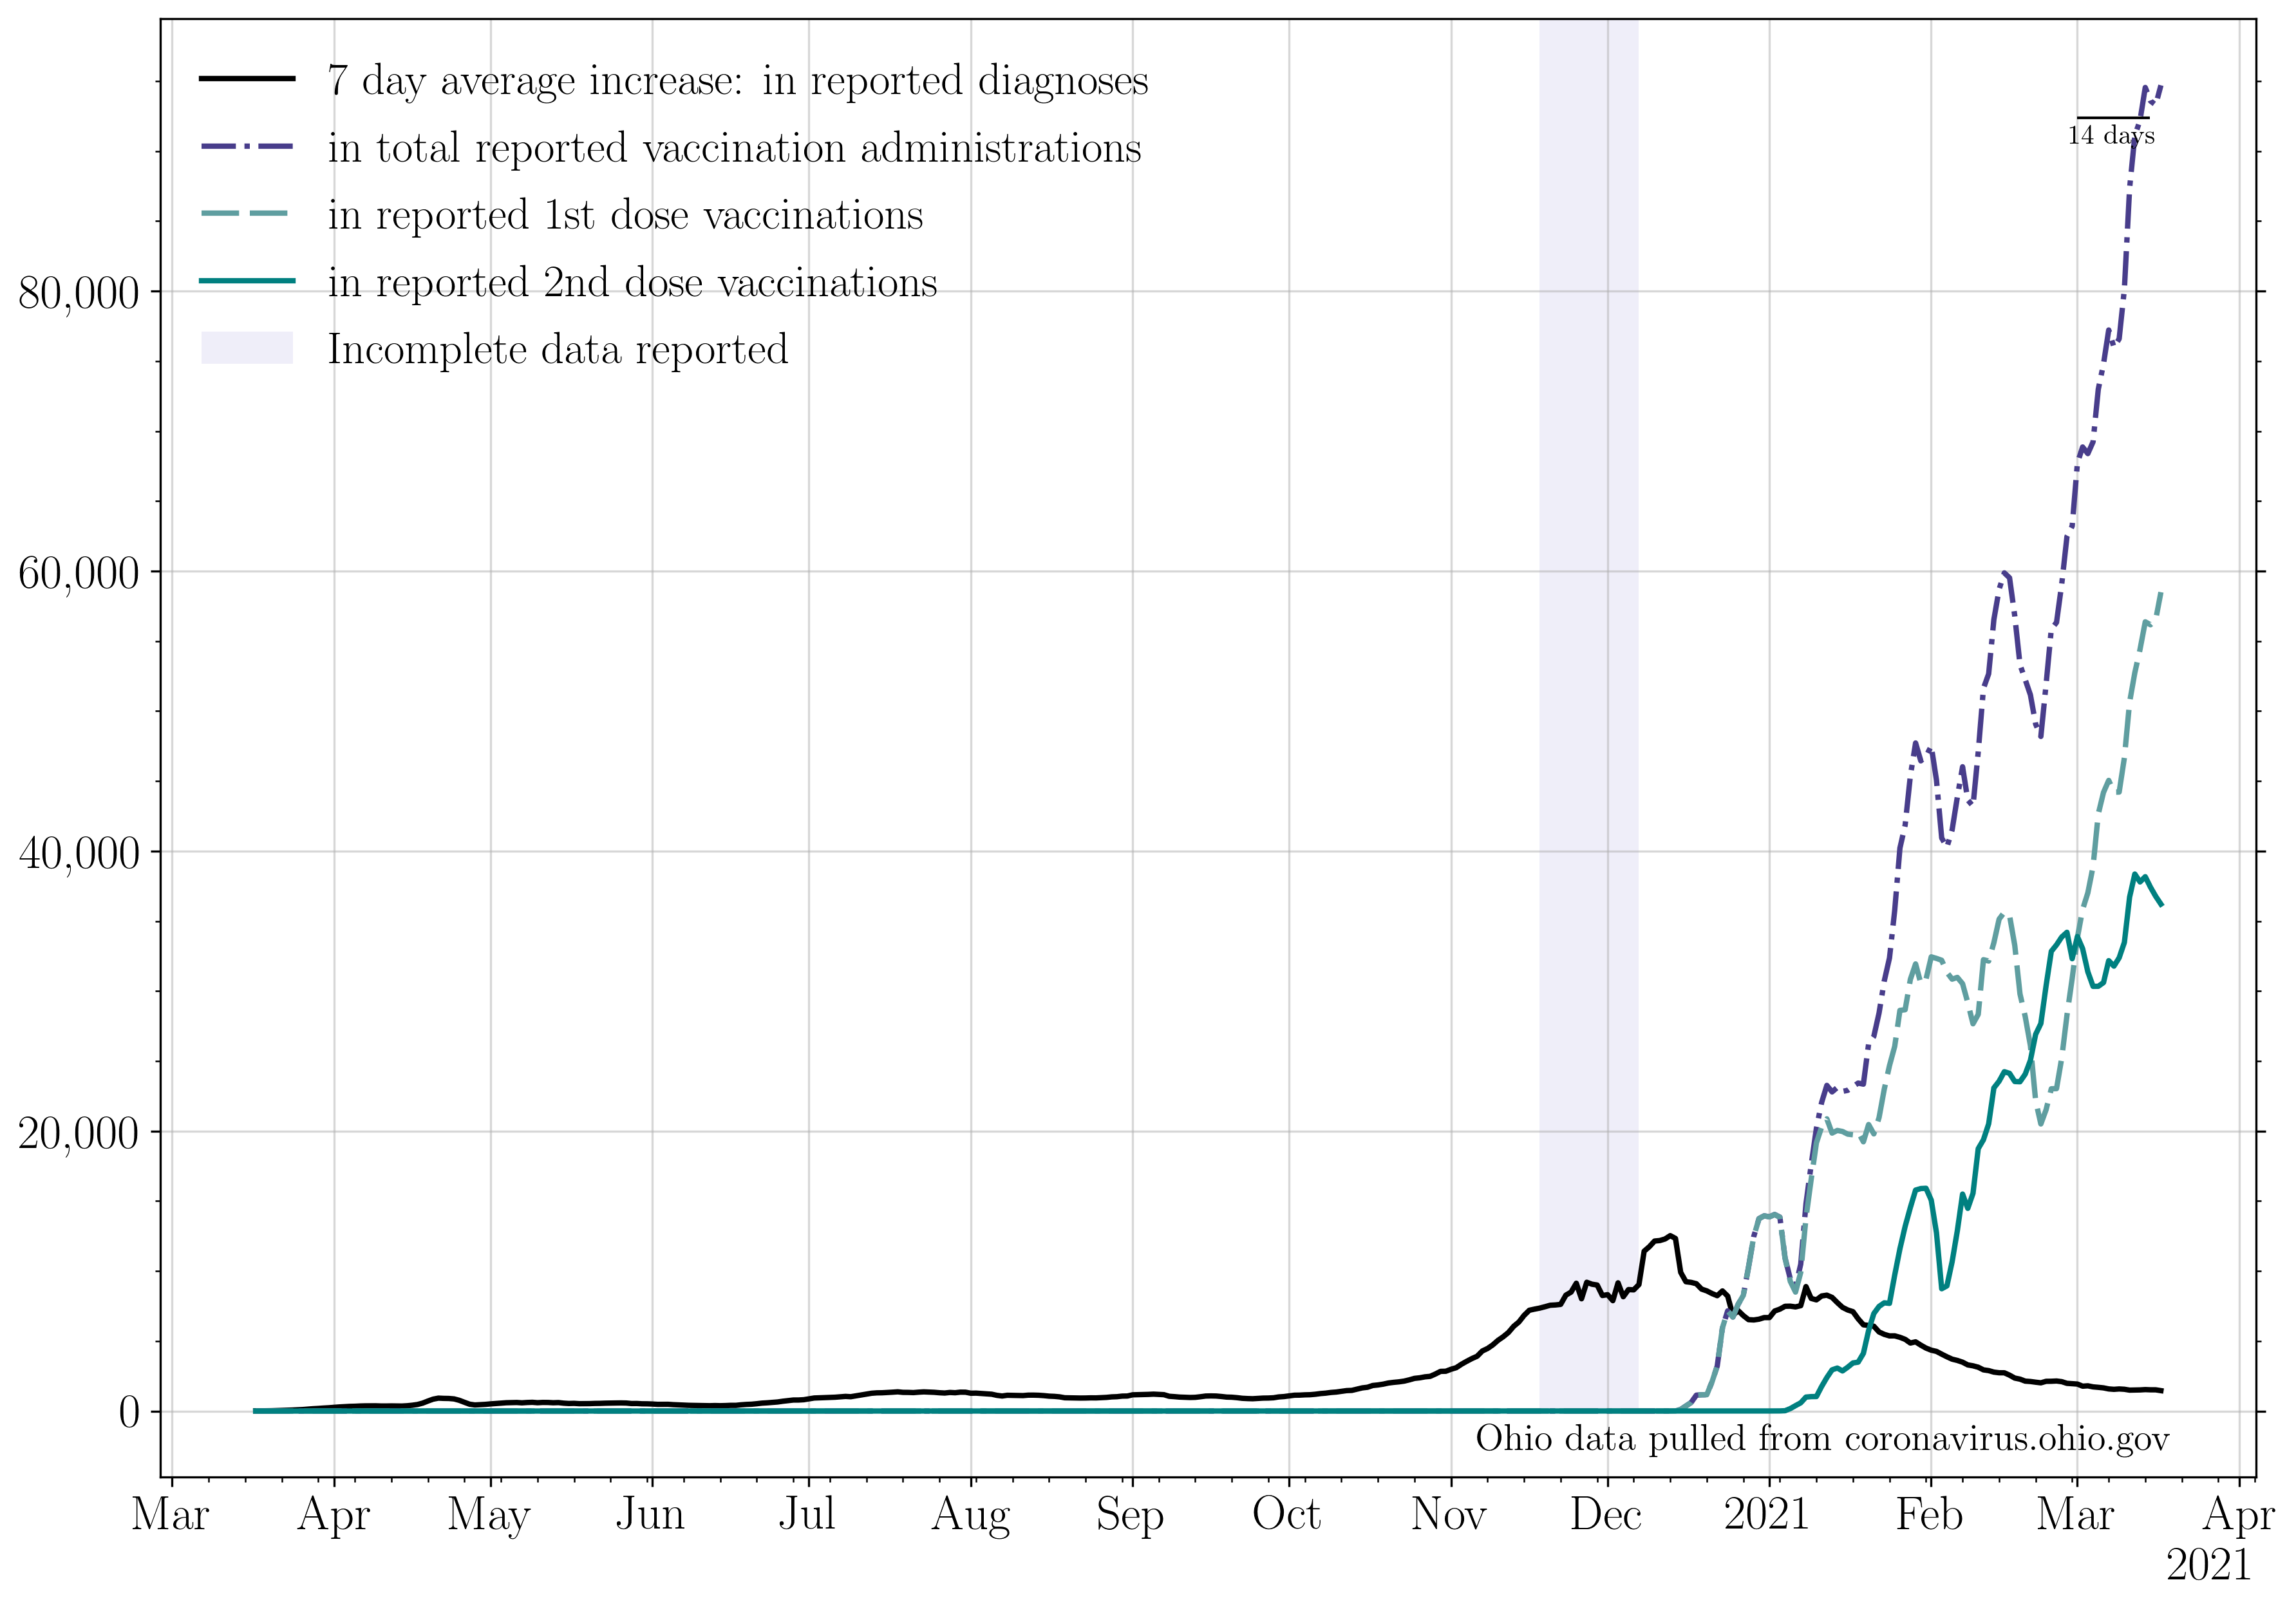 7 day average increase: in reported diagnoses
in total reported vaccination administrations
in reported 1st dose vaccinations
in reported 2nd dose vaccinations
Incomplete data reported
14 days
80,000
60,000
40,000
20,000
0
Ohio data pulled from coronavirus.ohio.gov
Mar Apr May Jun Jul Aug Sep Oct Nov Dec 2021 Feb Mar Apr
2021